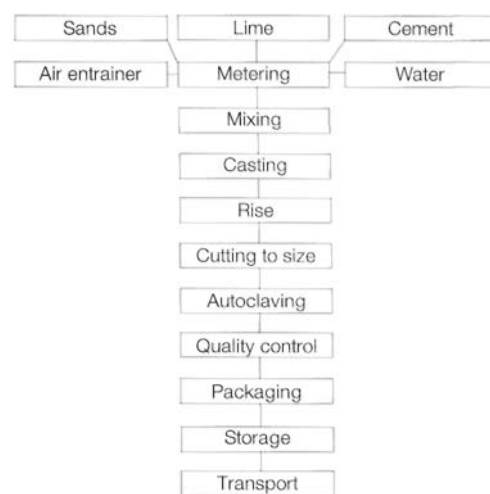 Sands
Lime
Cement
Air entrainer
Metering
Water
Mixing
Casting
Rise
Cutting to size
Autoclaving
Quality control
Packaging
Storage
Transport